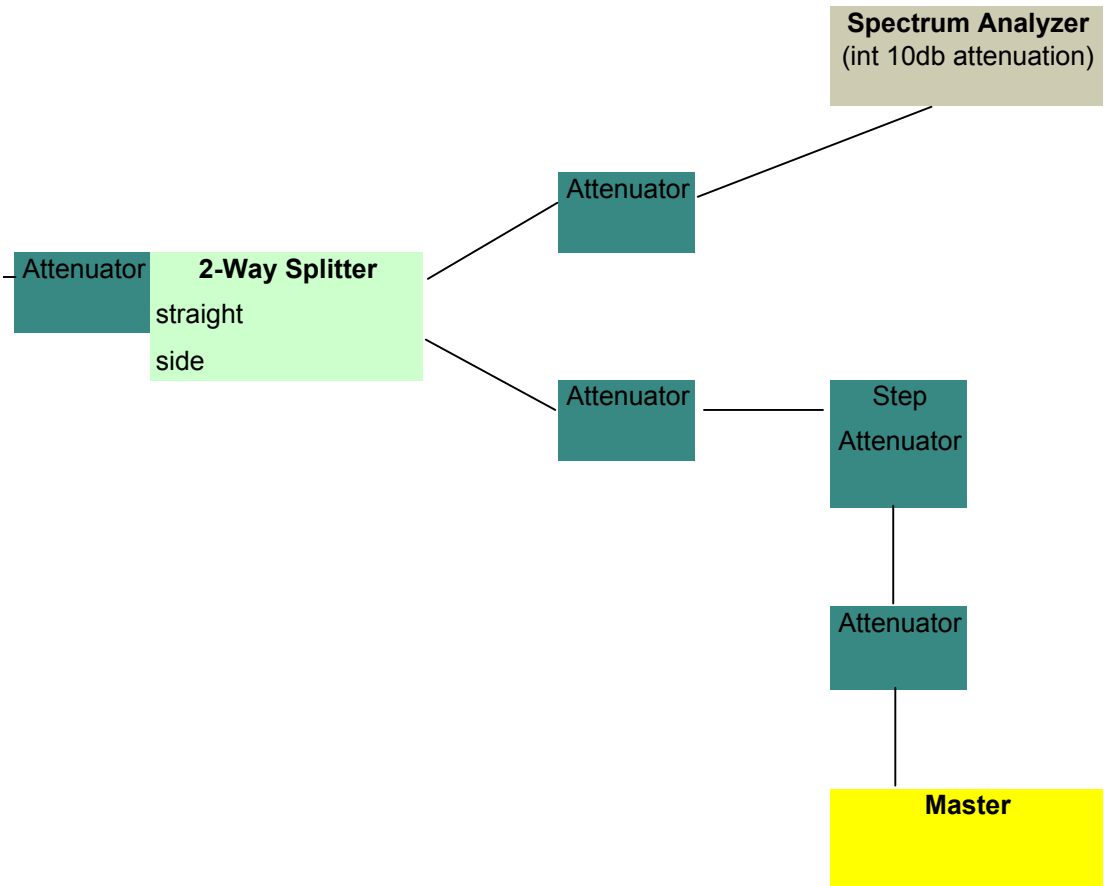 Spectrum Analyzer
(int 10db attenuation)
Attenuator
Attenuator
2-Way Splitter
straight
side
Attenuator
Step
Attenuator
Attenuator
Master